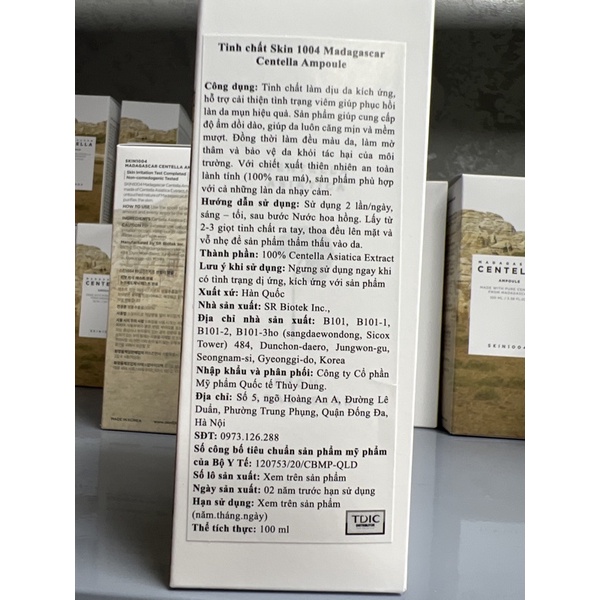 Tinh chất Skin 1004 Madagascar
Centella Ampoule
Công dụng: Tinh chất làm dịu da kích ứng,
hỗ trợ cải thiện tình trạng viêm giúp phục hồi
làn da mụn hiệu quả. Sản phẩm giúp cung cấp
độ ẩm dồi dào, giúp da luôn căng mịn và mềm
mượt. Đồng thời làm đều màu da, làm mờ
thâm và bảo vệ da khỏi tác hại của môi
trường. Với chiết xuất thiên nhiên an toàn
lành tính (100% rau má), sản phẩm phù hợp
với cả những làn da nhạy cảm.
Hướng dẫn sử dụng: Sử dụng 2 lần/ngày,
sáng – tối, sau bước Nước hoa hồng. Lấy từ
2-3 giọt tinh chất ra tay, thoa đều lên mặt và
vỗ nhẹ để sản phẩm thẩm thấu vào da.
Thành phần: 100% Centella Asiatica Extract
Lưu ý khi sử dụng: Ngưng sử dụng ngay khi
có tình trạng dị ứng, kích ứng với sản phẩm
Xuất xứ: Hàn Quốc
Nhà sản xuất: SR Biotek Inc.,
Địa chỉ nhà sản xuất: B101, B101-1,
B101-2, B101-3ho (sangdaewondong, Sicox
Tower) 484, Dunchon-daero, Jungwon-gu,
Seongnam-si, Gyeonggi-do, Korea
Nhập khẩu và phân phối: Công ty Cổ phần
Mỹ phẩm Quốc tế Thùy Dung.
Địa chỉ: Số 5, ngõ Hoàng An A, Đường Lê
Duẩn, Phường Trung Phụng, Quận Đống Đa,
Hà Nội
SĐT: 0973.126.288
Số công bố tiêu chuẩn sản phẩm mỹ phẩm
của Bộ Y Tế: 120753/20/CBMP-QLD
Số lô sản xuất: Xem trên sản phẩm
Ngày sản xuất: 02 năm trước hạn sử dụng
Hạn sử dụng: Xem trên sản phẩm
(năm.tháng.ngày)
Thể tích thực: 100 ml
TDIC
SKIN1004
MADAGASCAR CENTELLA AM
Skin Irritation Test Completed
Non-comedogenic Tested
MADAGAS
CENTEL
AMPOULE
SKIN1004